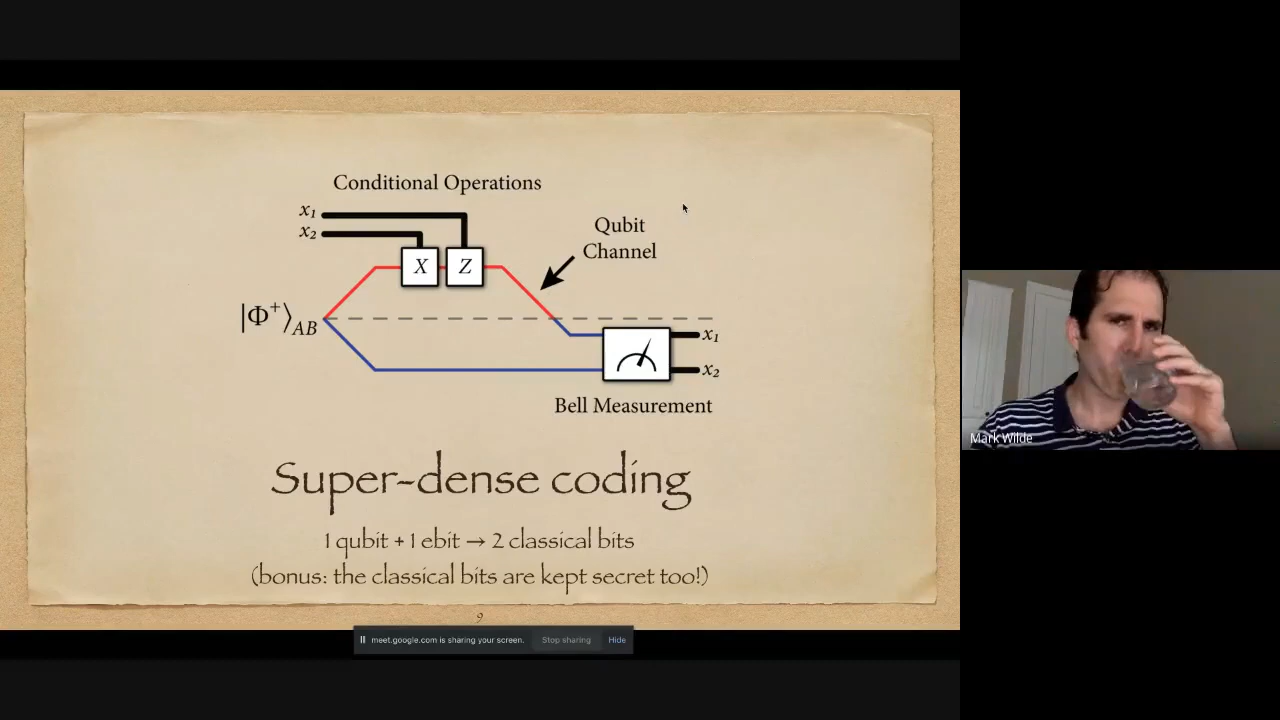 Conditional Operations
x₁
x₂
Qubit
Channel
X Z
|Φ⁺⟩AB
x₁
x₂
Bell Measurement
Super-dense coding
1 qubit + 1 ebit → 2 classical bits
(bonus: the classical bits are kept secret too!)
9
meet.google.com is sharing your screen. Stop sharing Hide
Mark Wilde